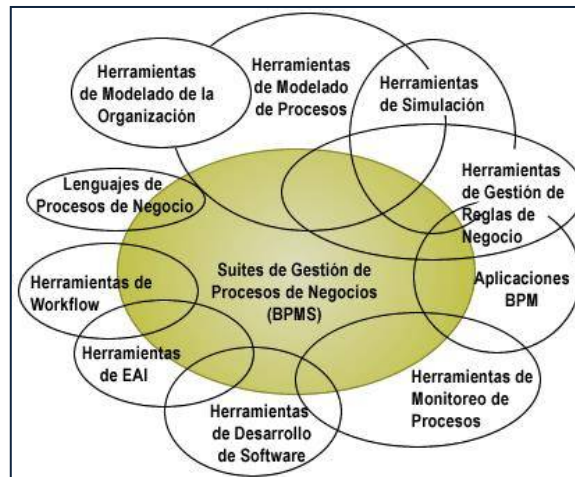 Herramientas
de Modelado de la
Organización
Herramientas
de Modelado
de Procesos
Herramientas
de Simulación
Lenguajes de
Procesos de Negocio
Herramientas
de Gestión de
Reglas de
Negocio
Herramientas de
Workflow
Suites de Gestión de
Procesos de Negocios
(BPMS)
Aplicaciones
BPM
Herramientas
de EAI
Herramientas
de Desarrollo
de Software
Herramientas de
Monitoreo de
Procesos